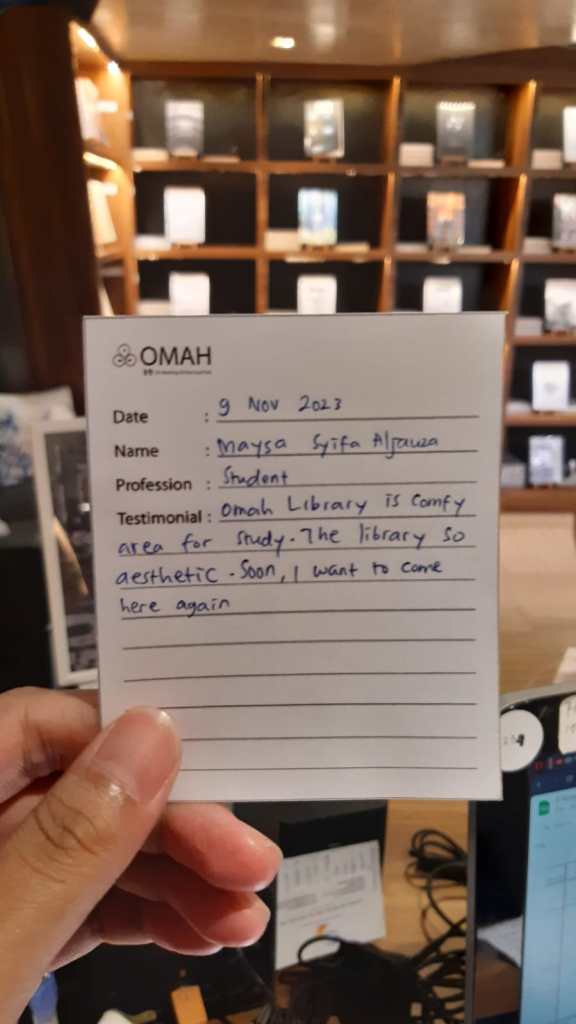 OMAH
Date : 9 Nov 2023
Name : Maysa Syifa Aljauza
Profession : Student
Testimonial : Omah Library is comfy
area for study. The library so
aesthetic. Soon, I want to come
here again